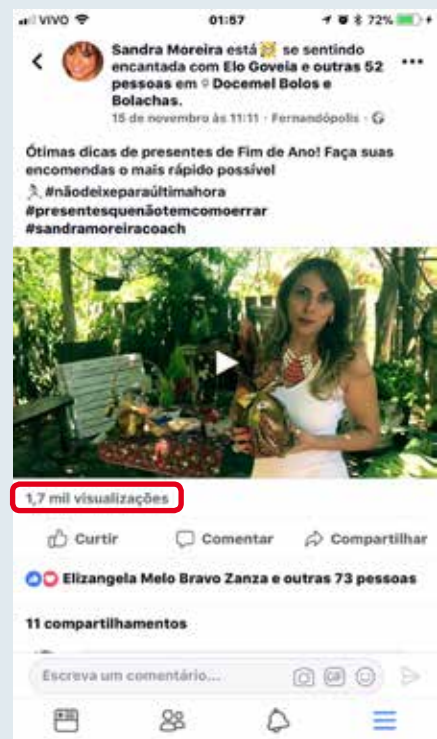 VIVO 01:57 72%
Sandra Moreira está se sentindo
encantada com Elo Goveia e outras 52
pessoas em Docemel Bolos e
Bolachas.
15 de novembro às 11:11 · Fernandópolis ·
Ótimas dicas de presentes de Fim de Ano! Faça suas
encomendas o mais rápido possível
#nãodeixeparaúltimahora
#presentesquenãotemcomoerrar
#sandramoreiracoach
1,7 mil visualizações
Curtir Comentar Compartilhar
Elizangela Melo Bravo Zanza e outras 73 pessoas
11 compartilhamentos
Escreva um comentário... GIF